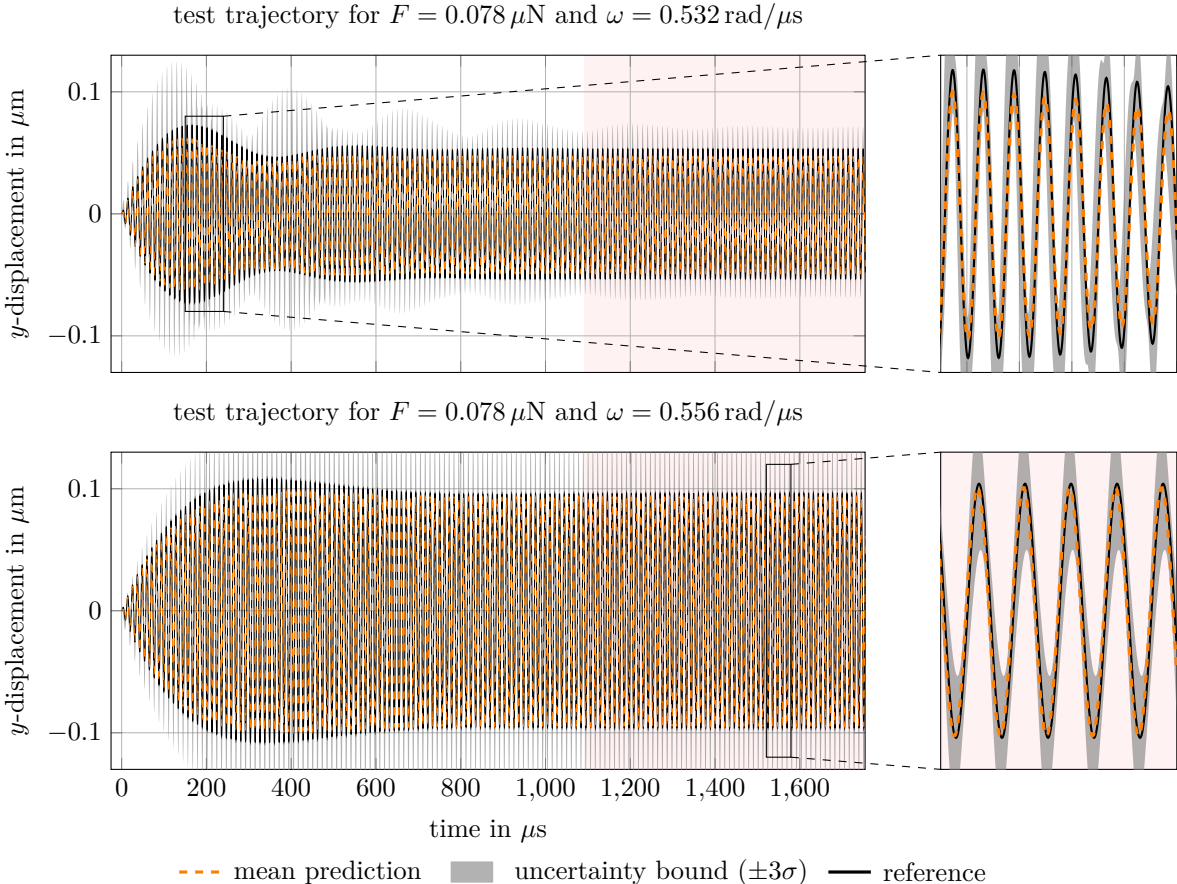 test trajectory for F = 0.078 μN and ω = 0.532 rad/μs
y-displacement in μm
0.1
0
−0.1
test trajectory for F = 0.078 μN and ω = 0.556 rad/μs
y-displacement in μm
0.1
0
−0.1
0 200 400 600 800 1,000 1,200 1,400 1,600
time in μs
mean prediction uncertainty bound (±3σ) reference